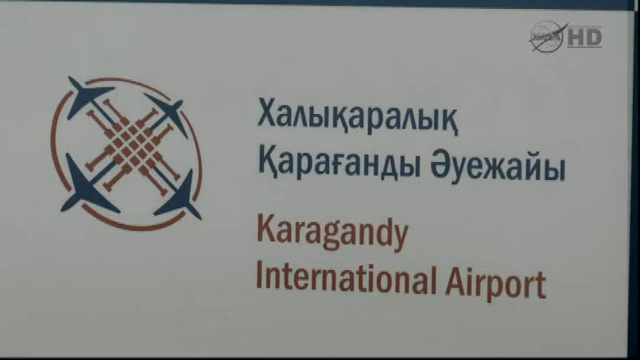 HD
Халықаралық
Қарағанды Әуежайы
Karagandy
International Airport